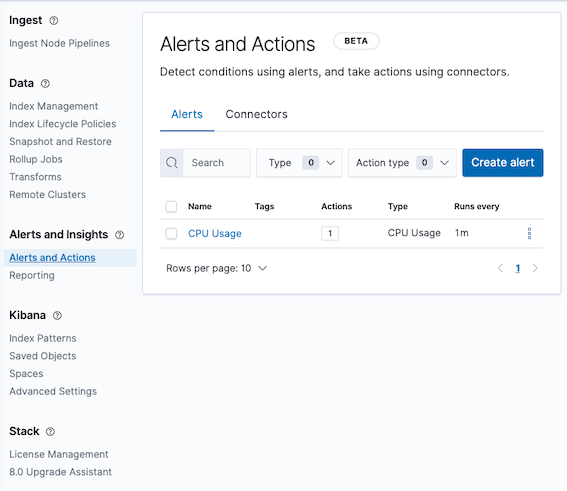 Ingest
Ingest Node Pipelines
Data
Index Management
Index Lifecycle Policies
Snapshot and Restore
Rollup Jobs
Transforms
Remote Clusters
Alerts and Insights
Alerts and Actions
Reporting
Kibana
Index Patterns
Saved Objects
Spaces
Advanced Settings
Stack
License Management
8.0 Upgrade Assistant
Alerts and Actions BETA
Detect conditions using alerts, and take actions using connectors.
Alerts Connectors
Search Type 0 Action type 0 Create alert
Name Tags Actions Type Runs every
CPU Usage 1 CPU Usage 1m
Rows per page: 10 1